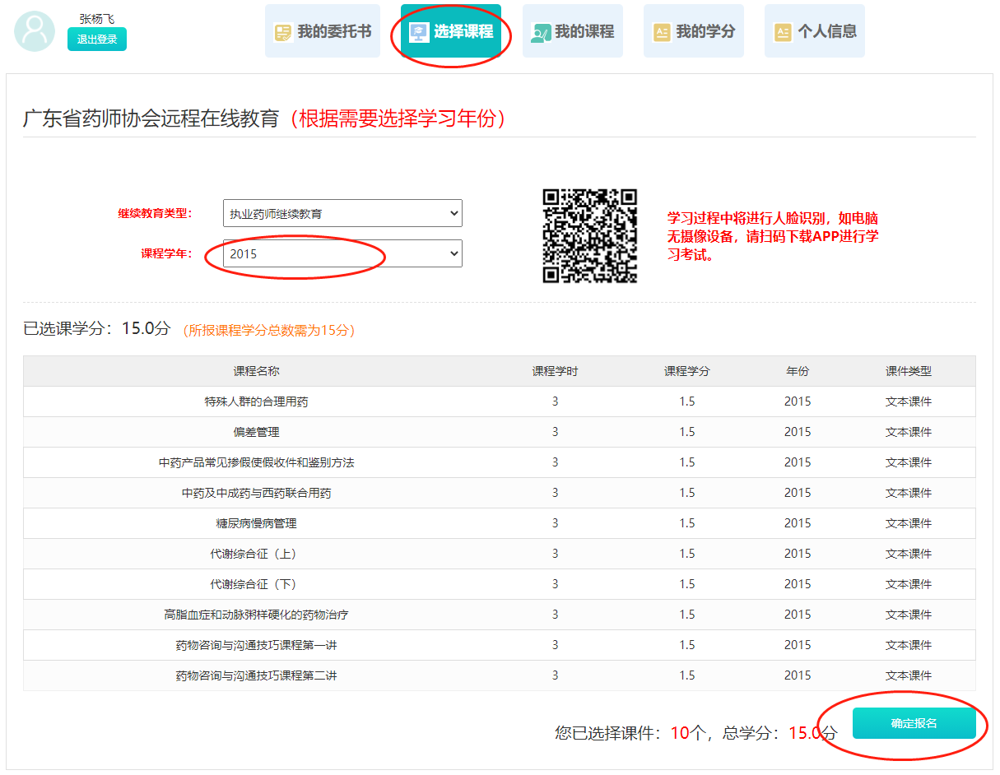 张杨飞
退出登录
我的委托书
选择课程
我的课程
我的学分
个人信息
广东省药师协会远程在线教育（根据需要选择学习年份）
继续教育类型：
执业药师继续教育
课程学年：
2015
学习过程中将进行人脸识别，如电脑
无摄像设备，请扫码下载APP进行学
习考试。
已选课学分：15.0分 （所报课程学分总数需为15分）
课程名称 课程学时 课程学分 年份 课件类型
特殊人群的合理用药 3 1.5 2015 文本课件
偏差管理 3 1.5 2015 文本课件
中药产品常见掺假使假收件和鉴别方法 3 1.5 2015 文本课件
中药及中成药与西药联合用药 3 1.5 2015 文本课件
糖尿病慢病管理 3 1.5 2015 文本课件
代谢综合征（上） 3 1.5 2015 文本课件
代谢综合征（下） 3 1.5 2015 文本课件
高脂血症和动脉粥样硬化的药物治疗 3 1.5 2015 文本课件
药物咨询与沟通技巧课程第一讲 3 1.5 2015 文本课件
药物咨询与沟通技巧课程第二讲 3 1.5 2015 文本课件
您已选择课件：10个，总学分：15.0分
确定报名